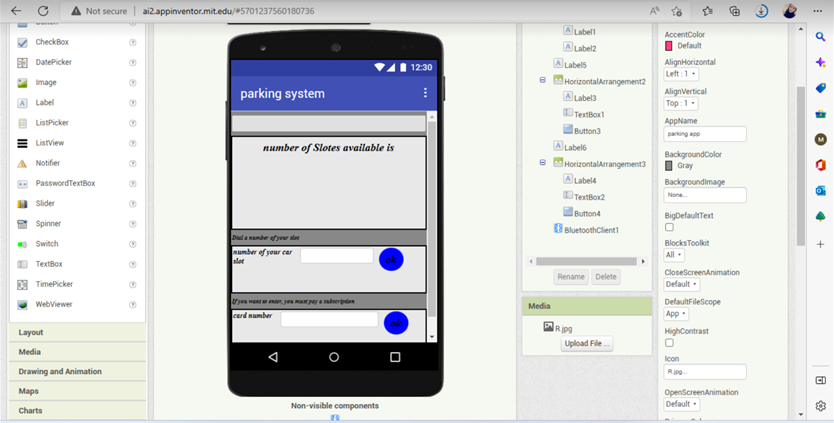 Not secure
ai2.appinventor.mit.edu/#5701237560180736
CheckBox
DatePicker
Image
Label
ListPicker
ListView
Notifier
PasswordTextBox
Slider
Spinner
Switch
TextBox
TimePicker
WebViewer
Layout
Media
Drawing and Animation
Maps
Charts
12:30
parking system
number of Slotes available is
Dial a number of your slot
number of your car
slot
ok
If you want to enter, you must pay a subscription
card number
ok
Non-visible components
Label1
Label2
Label5
HorizontalArrangement2
Label3
TextBox1
Button3
Label6
HorizontalArrangement3
Label4
TextBox2
Button4
BluetoothClient1
Rename
Delete
Media
R.jpg
Upload File ...
AccentColor
Default
AlignHorizontal
Left : 1
AlignVertical
Top : 1
AppName
parking app
BackgroundColor
Gray
BackgroundImage
None...
BigDefaultText
BlocksToolkit
All
CloseScreenAnimation
Default
DefaultFileScope
App
HighContrast
Icon
R.jpg...
OpenScreenAnimation
Default